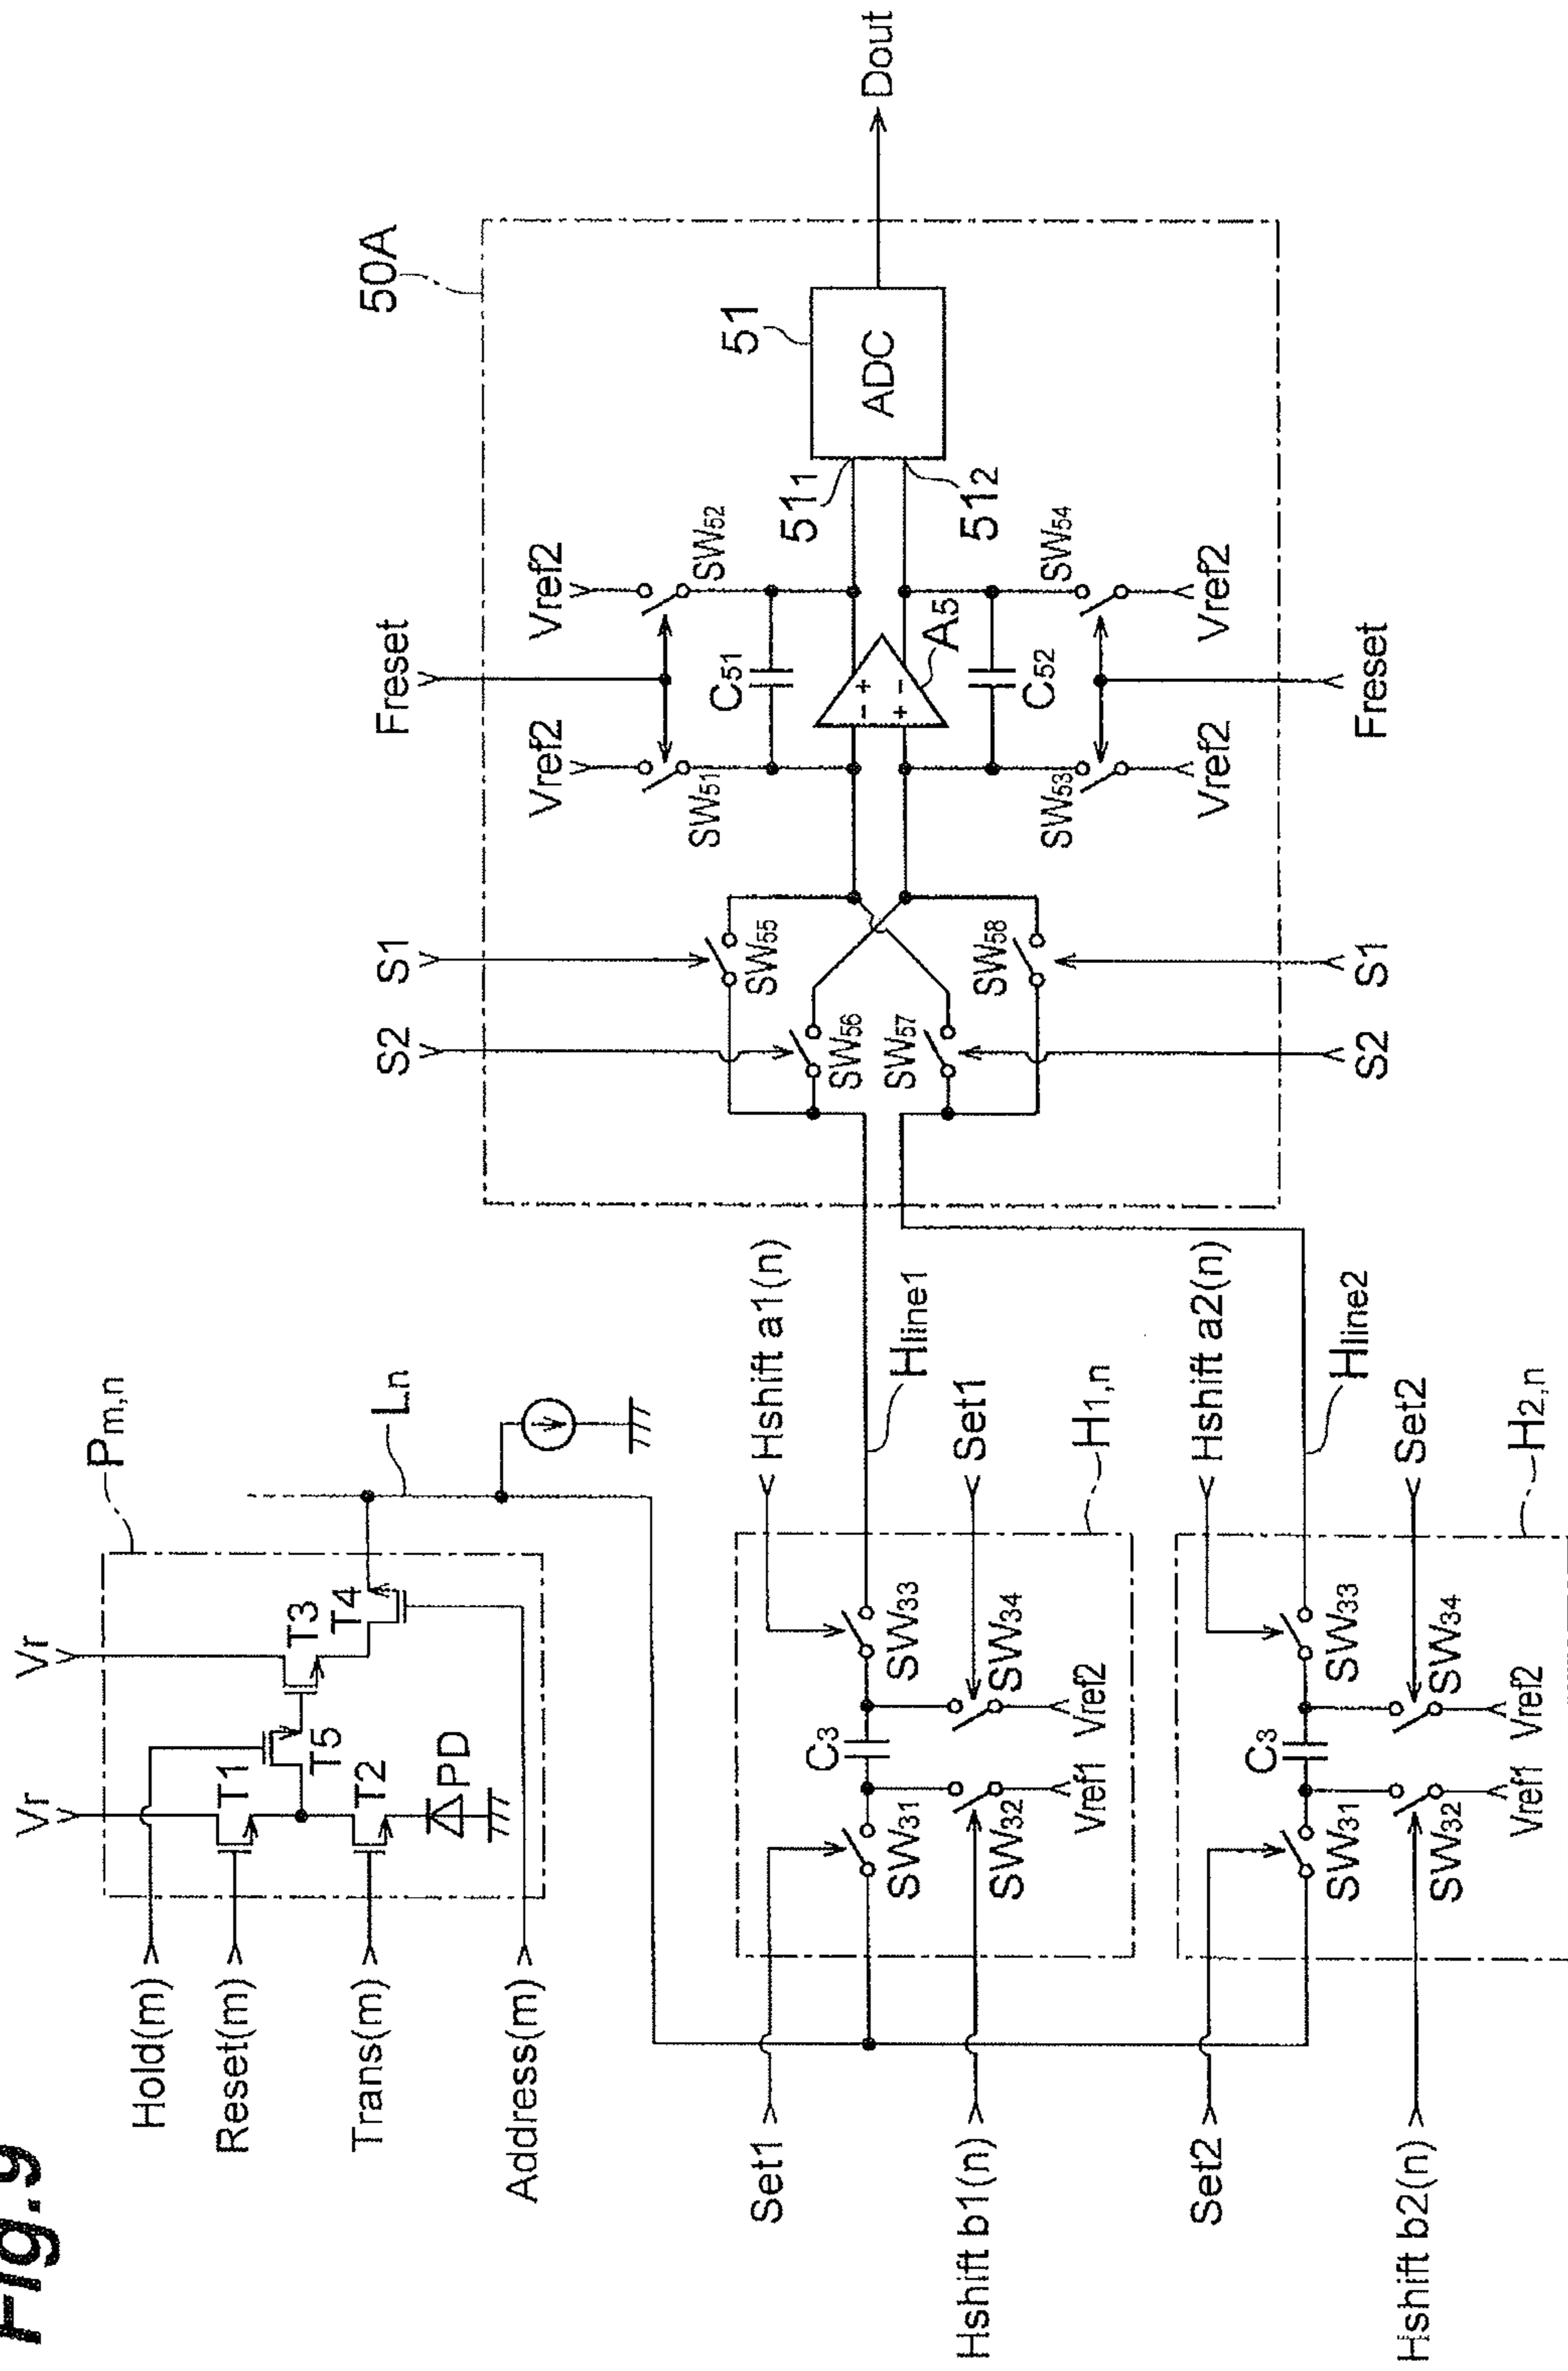 Fig.9
Vr
Vr
Hold(m)
Reset(m)
Trans(m)
Address(m)
T1
T2
T3
T4
T5
PD
Pm,n
Ln
Set1
Hshift b1(n)
SW31
SW32
C3
SW33
SW34
Vref1
Vref2
Hshift a1(n)
Set1
H1,n
Hline1
Set2
Hshift b2(n)
SW31
SW32
C3
SW33
SW34
Vref1
Vref2
Hshift a2(n)
Set2
H2,n
Hline2
50A
S2
S1
SW55
SW56
SW57
SW58
S2
S1
Freset
Vref2
Vref2
SW51
SW52
C51
- +
+ -
A5
C52
SW53
SW54
Vref2
Vref2
Freset
511
512
51
ADC
Dout